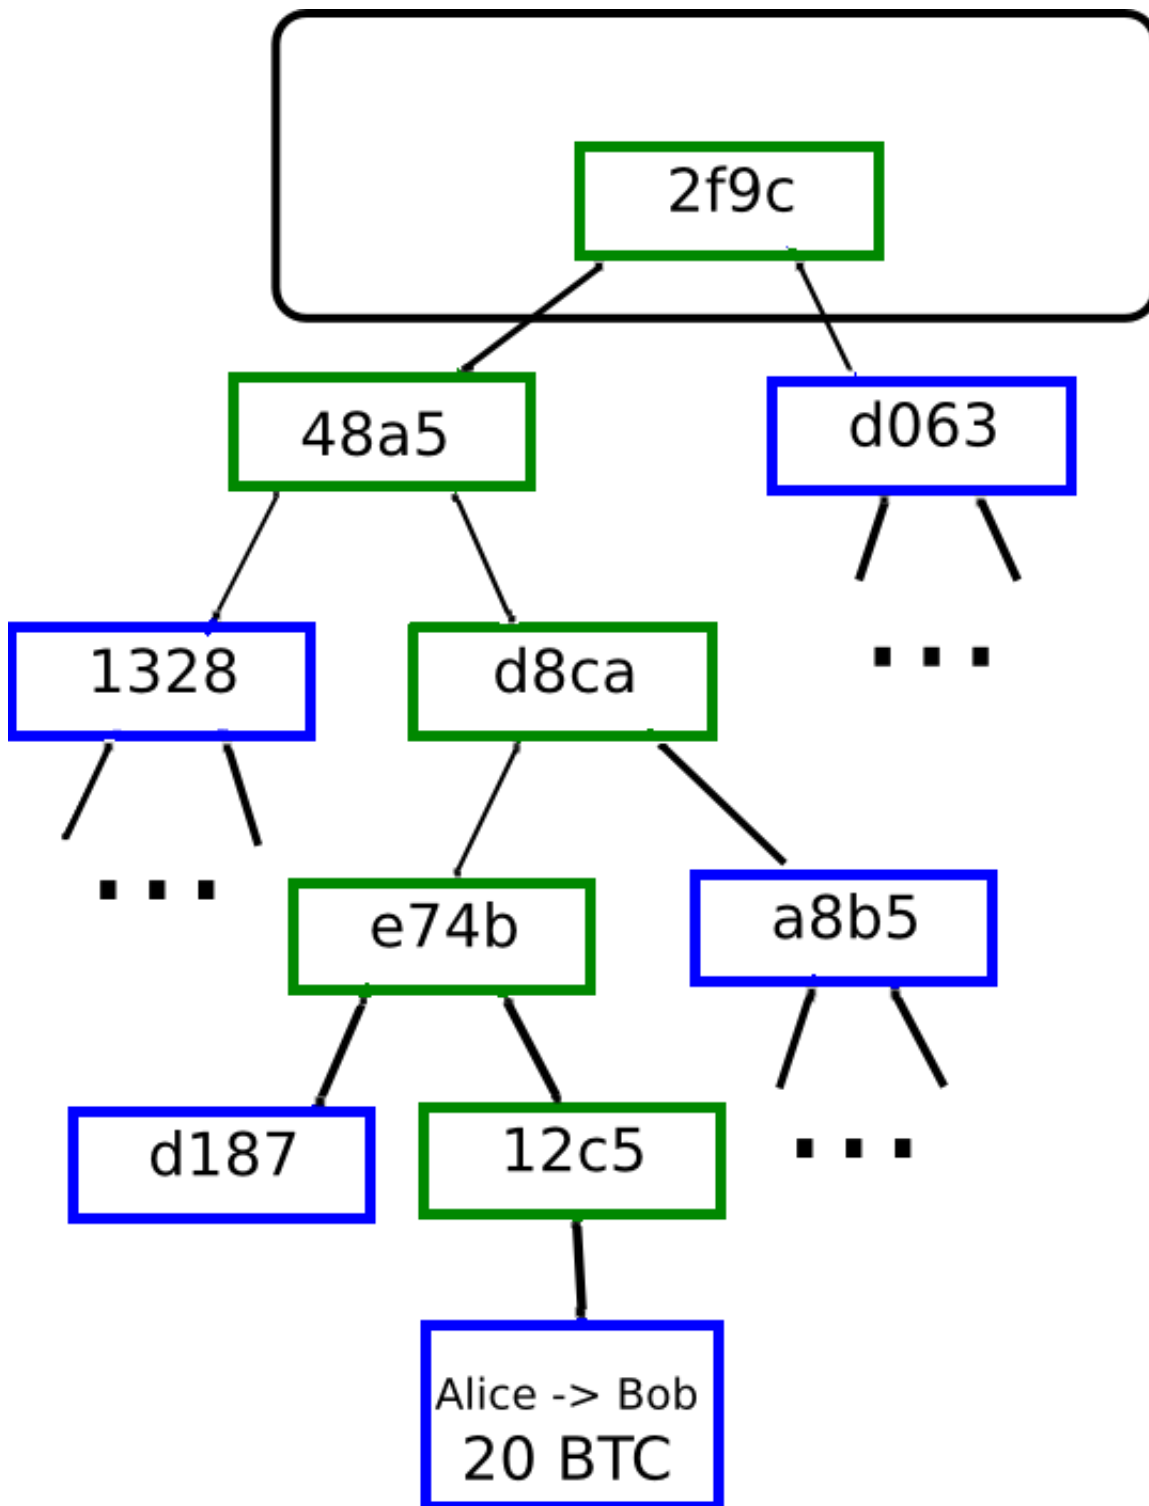 2f9c
48a5
d063
1328
d8ca
. . .
e74b
a8b5
. . .
d187
12c5
. . .
Alice -> Bob
20 BTC